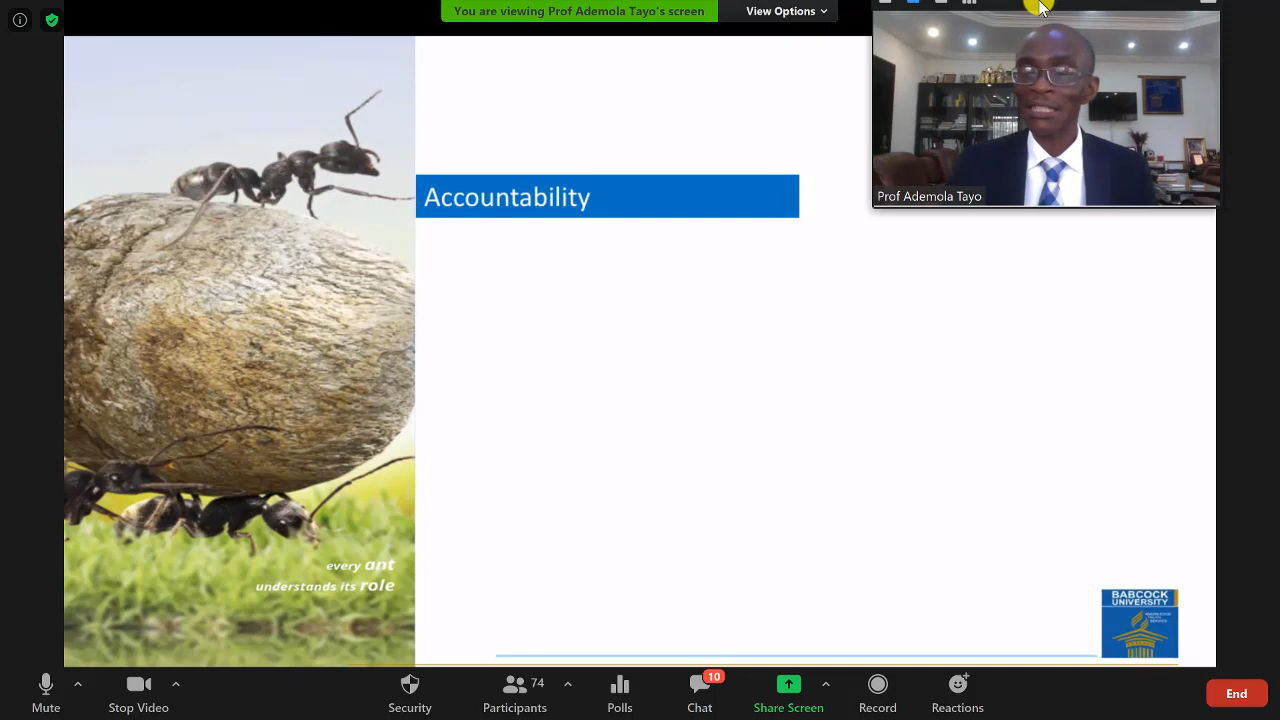 You are viewing Prof Ademola Tayo's screen
View Options
Prof Ademola Tayo
Accountability
every ant
understands its role
BABCOCK
UNIVERSITY
Mute
Stop Video
Security
74
Participants
Polls
10
Chat
Share Screen
Record
Reactions
End